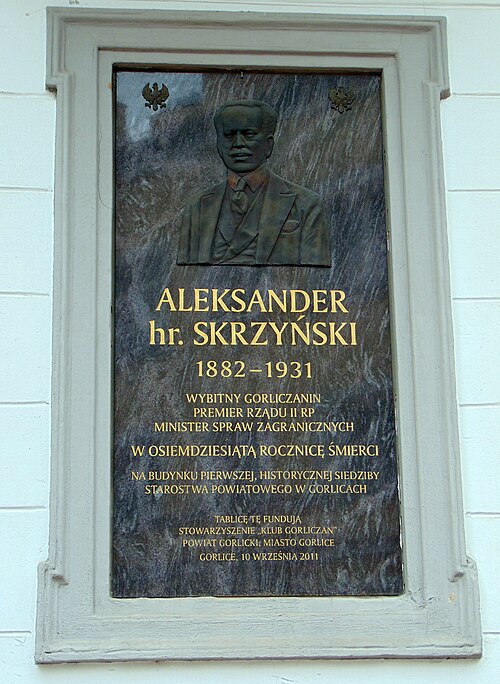 ALEKSANDER
hr. SKRZYŃSKI
1882–1931
WYBITNY GORLICZANIN
PREMIER RZĄDU II RP
MINISTER SPRAW ZAGRANICZNYCH
W OSIEMDZIESIĄTĄ ROCZNICĘ ŚMIERCI
NA BUDYNKU PIERWSZEJ, HISTORYCZNEJ SIEDZIBY
STAROSTWA POWIATOWEGO W GORLICACH
TABLICĘ TĘ FUNDUJĄ
STOWARZYSZENIE „KLUB GORLICZAN”
POWIAT GORLICKI, MIASTO GORLICE
GORLICE, 10 WRZEŚNIA 2011